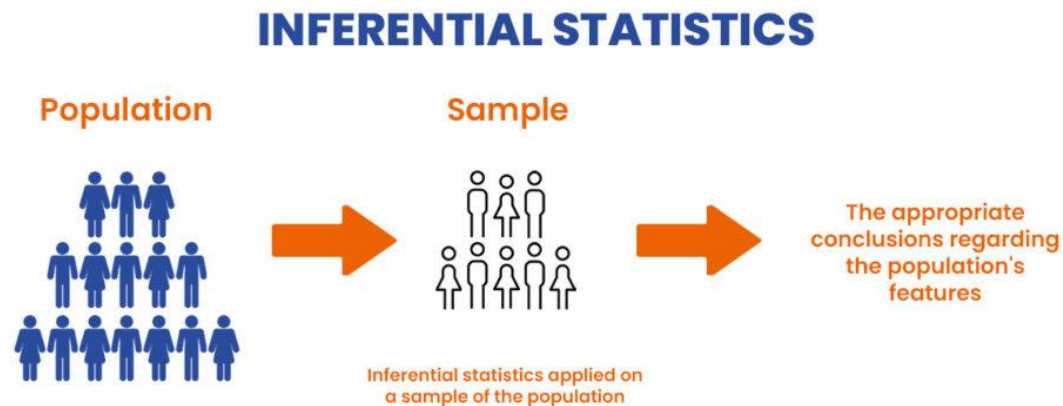 INFERENTIAL STATISTICS
Population
Sample
The appropriate
conclusions regarding
the population's
features
Inferential statistics applied on
a sample of the population